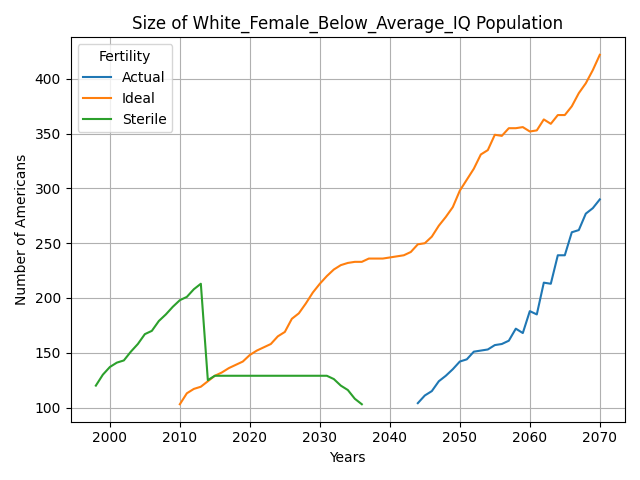 Size of White_Female_Below_Average_IQ Population
Fertility
Actual
Ideal
Sterile
Number of Americans
400
350
300
250
200
150
100
2000 2010 2020 2030 2040 2050 2060 2070
Years